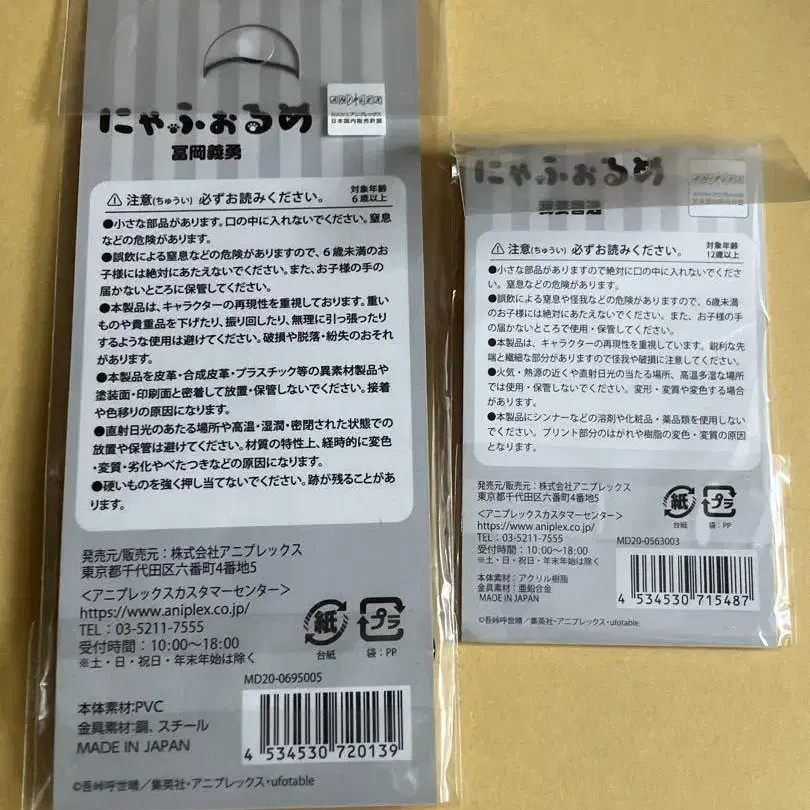 にゃふぉるめ
ANIPLEX
日本国内販売許諾
冨岡義勇
⚠注意(ちゅうい) 必ずお読みください。
対象年齢
6歳以上
●小さな部品があります。口の中に入れないでください。窒息
などの危険があります。
●誤飲による窒息などの危険がありますので、6歳未満のお
子様には絶対にあたえないでください。また、お子様の手の
届かないところに保管してください。
●本製品は、キャラクターの再現性を重視しております。重い
ものや貴重品を下げたり、振り回したり、無理に引っ張ったり
するような使用は避けてください。破損や脱落・紛失のおそれ
があります。
●本製品を皮革・合成皮革・プラスチック等の異素材製品や
塗装面・印刷面と密着して放置・保管しないでください。接着
や色移りの原因になります。
●直射日光のあたる場所や高温・湿潤・密閉された状態での
放置や保管は避けてください。材質の特性上、経時的に変色
・変質・劣化やべたつきなどの原因になります。
●硬いものを強く押し当てないでください。跡が残ることがあ
ります。
発売元/販売元：株式会社アニプレックス
東京都千代田区六番町4番地5
＜アニプレックスカスタマーセンター＞
https://www.aniplex.co.jp/
TEL：03-5211-7555
受付時間：10:00～18:00
※土・日・祝日・年末年始は除く
紙
台紙
プラ
袋：PP
MD20-0695005
本体素材:PVC
金具素材:銅、スチール
MADE IN JAPAN
4 534530 720139
©吾峠呼世晴／集英社・アニプレックス・ufotable
にゃふぉるめ
⚠注意(ちゅうい) 必ずお読みください。
対象年齢
12歳以上
●小さな部品がありますので絶対に口の中に入れないでくださ
い。窒息などの危険があります。
●誤飲による窒息や怪我などの危険がありますので、6歳未満
のお子様には絶対にあたえないでください。また、お子様の手
の届かないところで使用・保管してください。
●本製品は、キャラクターの再現性を重視しています。鋭利な先
端と繊細な部分がありますので怪我や破損に注意してください。
●火気・熱源の近くや直射日光の当たる場所、高温多湿な場所
では使用・保管しないでください。変形・変質や変色する場合
があります。
●本製品にシンナーなどの溶剤や化粧品・薬品類を使用しない
でください。プリント部分のはがれや樹脂の変色・変質の原因
となります。
発売元/販売元：株式会社アニプレックス
東京都千代田区六番町4番地5
＜アニプレックスカスタマーセンター＞
https://www.aniplex.co.jp/
TEL：03-5211-7555
受付時間：10:00～18:00
※土・日・祝日・年末年始は除く
紙
台紙
プラ
袋：PP
MD20-0563003
本体素材：アクリル樹脂
金具素材：亜鉛合金
MADE IN JAPAN
4 534530 715487
©吾峠呼世晴／集英社・アニプレックス・ufotable